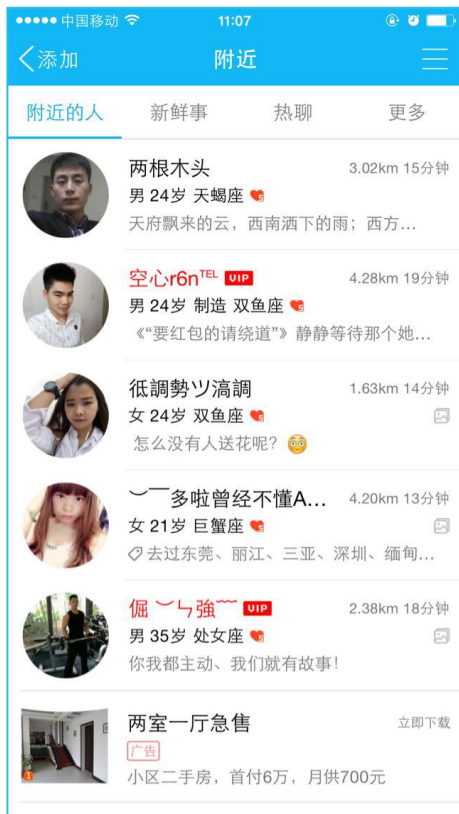 中国移动 11:07
添加 附近
附近的人 新鲜事 热聊 更多
两根木头 3.02km 15分钟
男 24岁 天蝎座
天府飘来的云，西南洒下的雨；西方...
空心r6n℡ VIP 4.28km 19分钟
男 24岁 制造 双鱼座
《“要红包的请绕道”》静静等待那个她...
彽調勢ツ滈調 1.63km 14分钟
女 24岁 双鱼座
怎么没有人送花呢？
︶￣多啦曾经不懂A... 4.20km 13分钟
女 21岁 巨蟹座
去过东莞、丽江、三亚、深圳、缅甸...
倔︶ㄣ強﹌ VIP 2.38km 18分钟
男 35岁 处女座
你我都主动、我们就有故事！
两室一厅急售 立即下载
广告
小区二手房，首付6万，月供700元
1